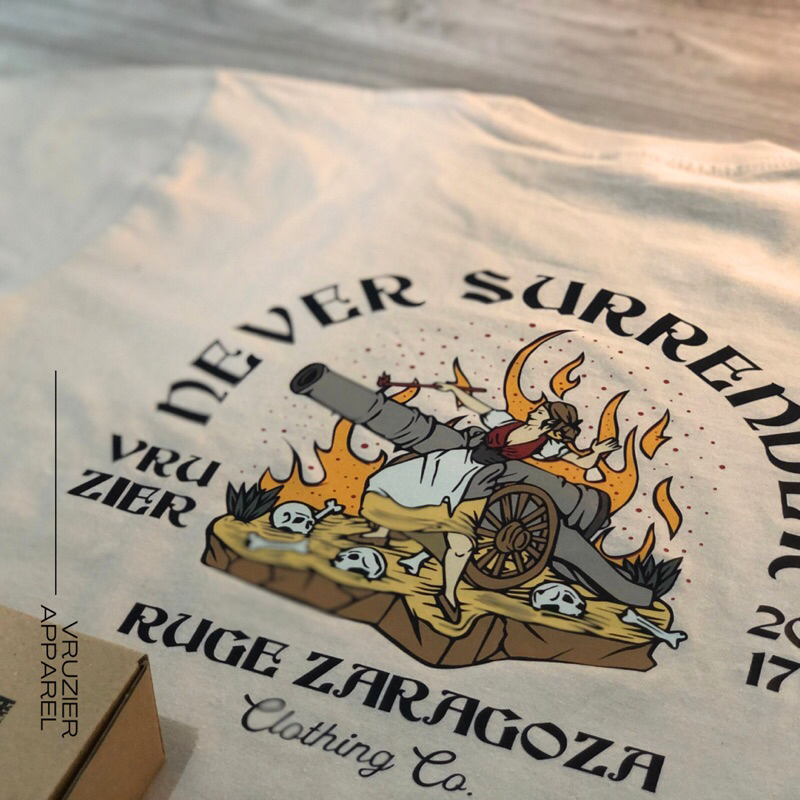 NEVER SURRENDER
VRU
ZIER
20
17
RUGE ZARAGOZA
Clothing Co.
VRUZIER
APPAREL